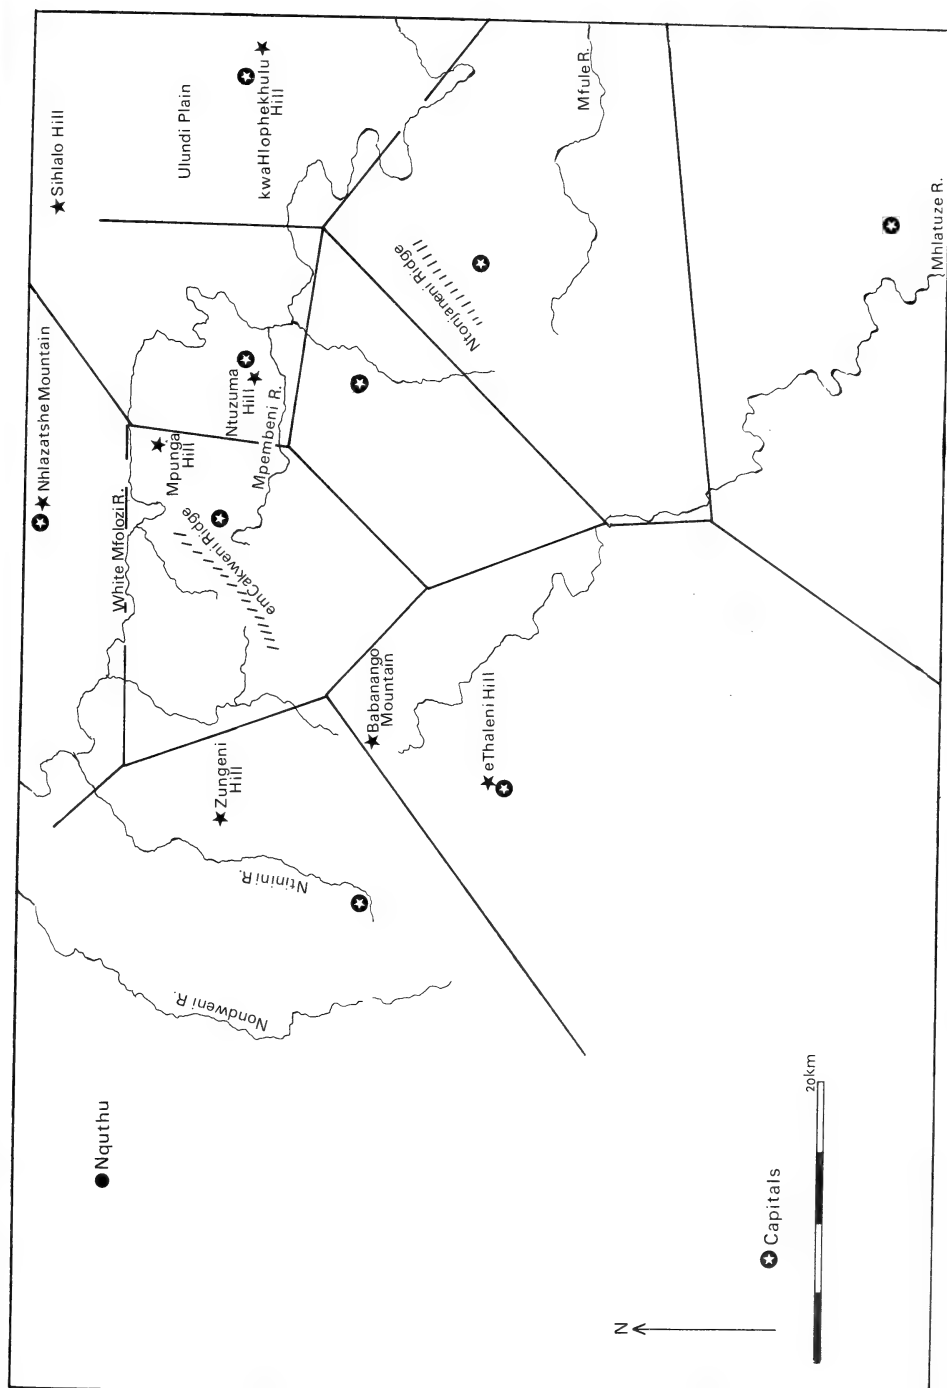 Nhlazatshe Mountain
Sihlalo Hill
Nquthu
White Mfolozi R.
Ulundi Plain
Mpunga
Hill
Zungeni
Hill
emCakweni Ridge
Ntuzuma
Hill
kwaHlophekhulu
Hill
Nondweni R.
Ntinini R.
Mpembeni R.
Babanango
Mountain
Ntonjaneni Ridge
eThaleni Hill
Mfule R.
N
Capitals
20km
Mhlatuze R.